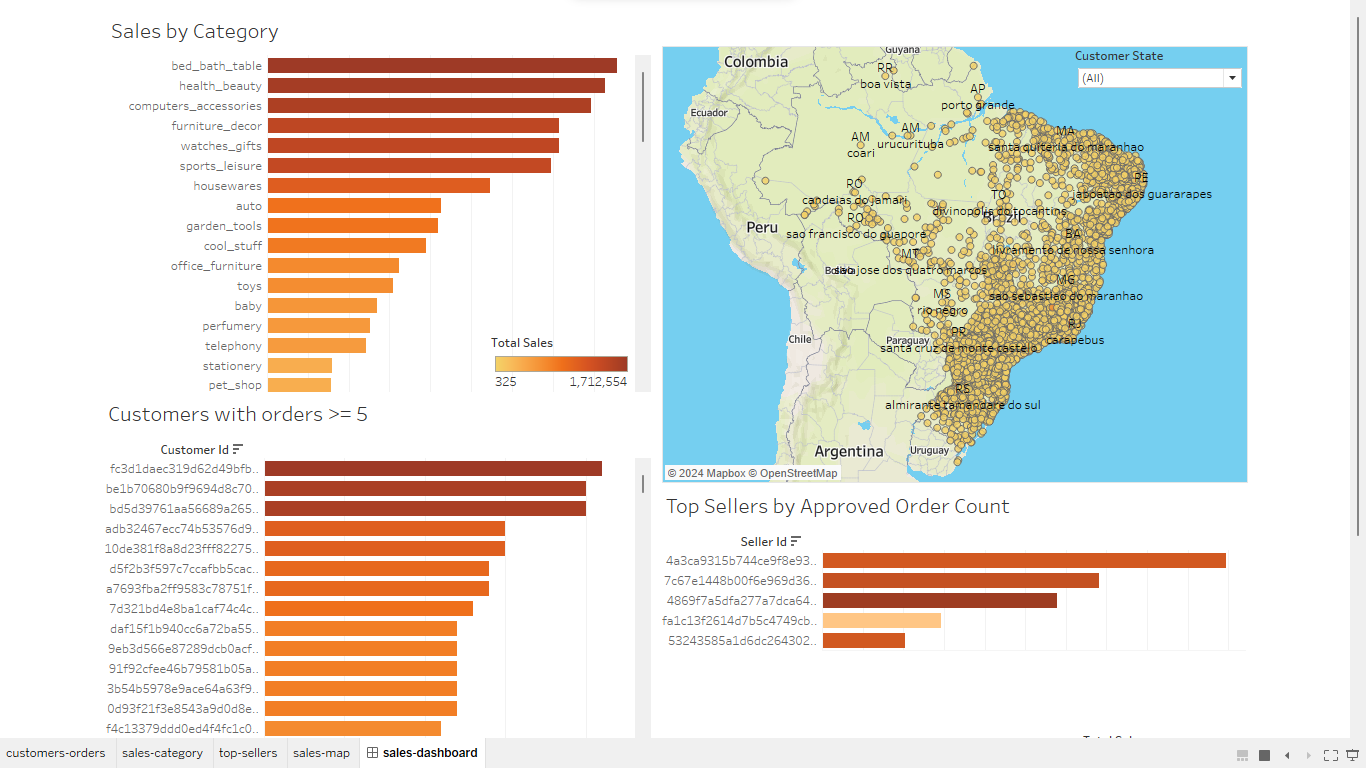 Sales by Category
bed_bath_table
health_beauty
computers_accessories
furniture_decor
watches_gifts
sports_leisure
housewares
auto
garden_tools
cool_stuff
office_furniture
toys
baby
perfumery
telephony
stationery
pet_shop
Total Sales
325 1,712,554
Customers with orders >= 5
Customer Id
fc3d1daec319d62d49bfb..
be1b70680b9f9694d8c70..
bd5d39761aa56689a265..
adb32467ecc74b53576d9..
10de381f8a8d23fff82275..
d5f2b3f597c7ccafbb5cac..
a7693fba2ff9583c78751f..
7d321bd4e8ba1caf74c4c..
daf15f1b940cc6a72ba55..
9eb3d566e87289dcb0acf..
91f92cfee46b79581b05a..
3b54b5978e9ace64a63f9..
0d93f21f3e8543a9d0d8e..
f4c13379ddd0ed4f4fc1c0..
Customer State
(All)
Guyana
Colombia
RR
boa vista
AP
porto grande
Ecuador
AM
urucurituba
AM
coari
MA
santa quiteria do maranhao
PE
jaboatao dos guararapes
RO
candeias do jamari
TO
divinopolis do tocantins
Brazil
RO
sao francisco do guapore
Peru
BA
livramento de nossa senhora
MT
sao jose dos quatro marcos
MG
sao sebastiao do maranhao
MS
rio negro
RJ
carapebus
PR
santa cruz de monte castelo
Chile
Paraguay
RS
almirante tamandare do sul
Argentina
Uruguay
© 2024 Mapbox © OpenStreetMap
Top Sellers by Approved Order Count
Seller Id
4a3ca9315b744ce9f8e93..
7c67e1448b00f6e969d36..
4869f7a5dfa277a7dca64..
fa1c13f2614d7b5c4749cb..
53243585a1d6dc264302..
customers-orders
sales-category
top-sellers
sales-map
sales-dashboard